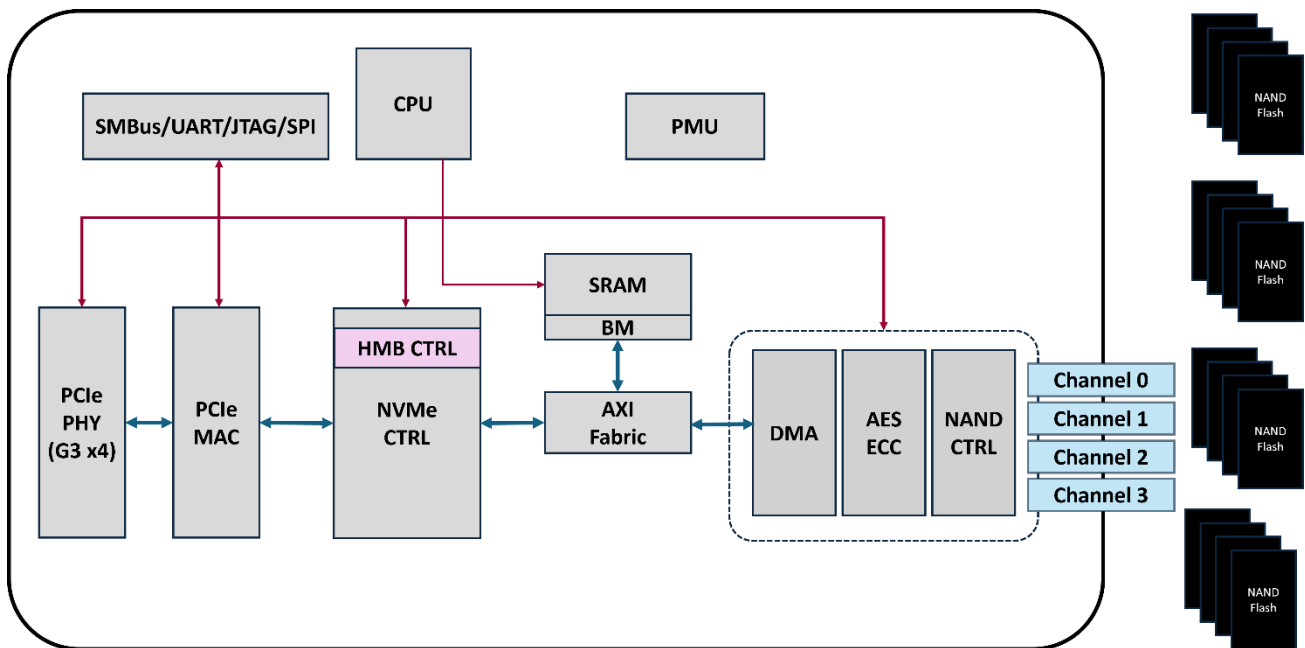 SMBus/UART/JTAG/SPI
CPU
PMU
NAND
Flash
NAND
Flash
SRAM
BM
HMB CTRL
PCIe
PHY
(G3 x4)
PCIe
MAC
NVMe
CTRL
AXI
Fabric
DMA
AES
ECC
NAND
CTRL
Channel 0
Channel 1
Channel 2
Channel 3
NAND
Flash
NAND
Flash